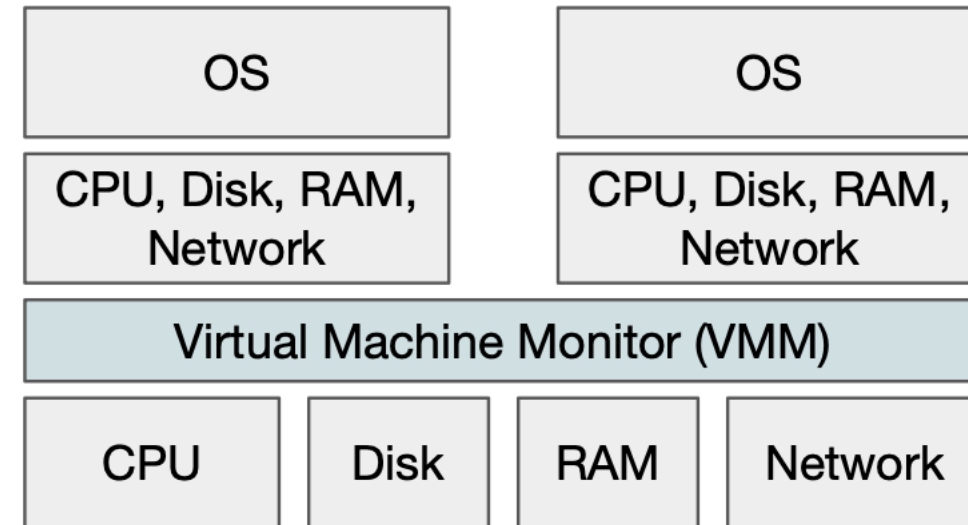 OS
OS
CPU, Disk, RAM,
Network
CPU, Disk, RAM,
Network
Virtual Machine Monitor (VMM)
CPU
Disk
RAM
Network